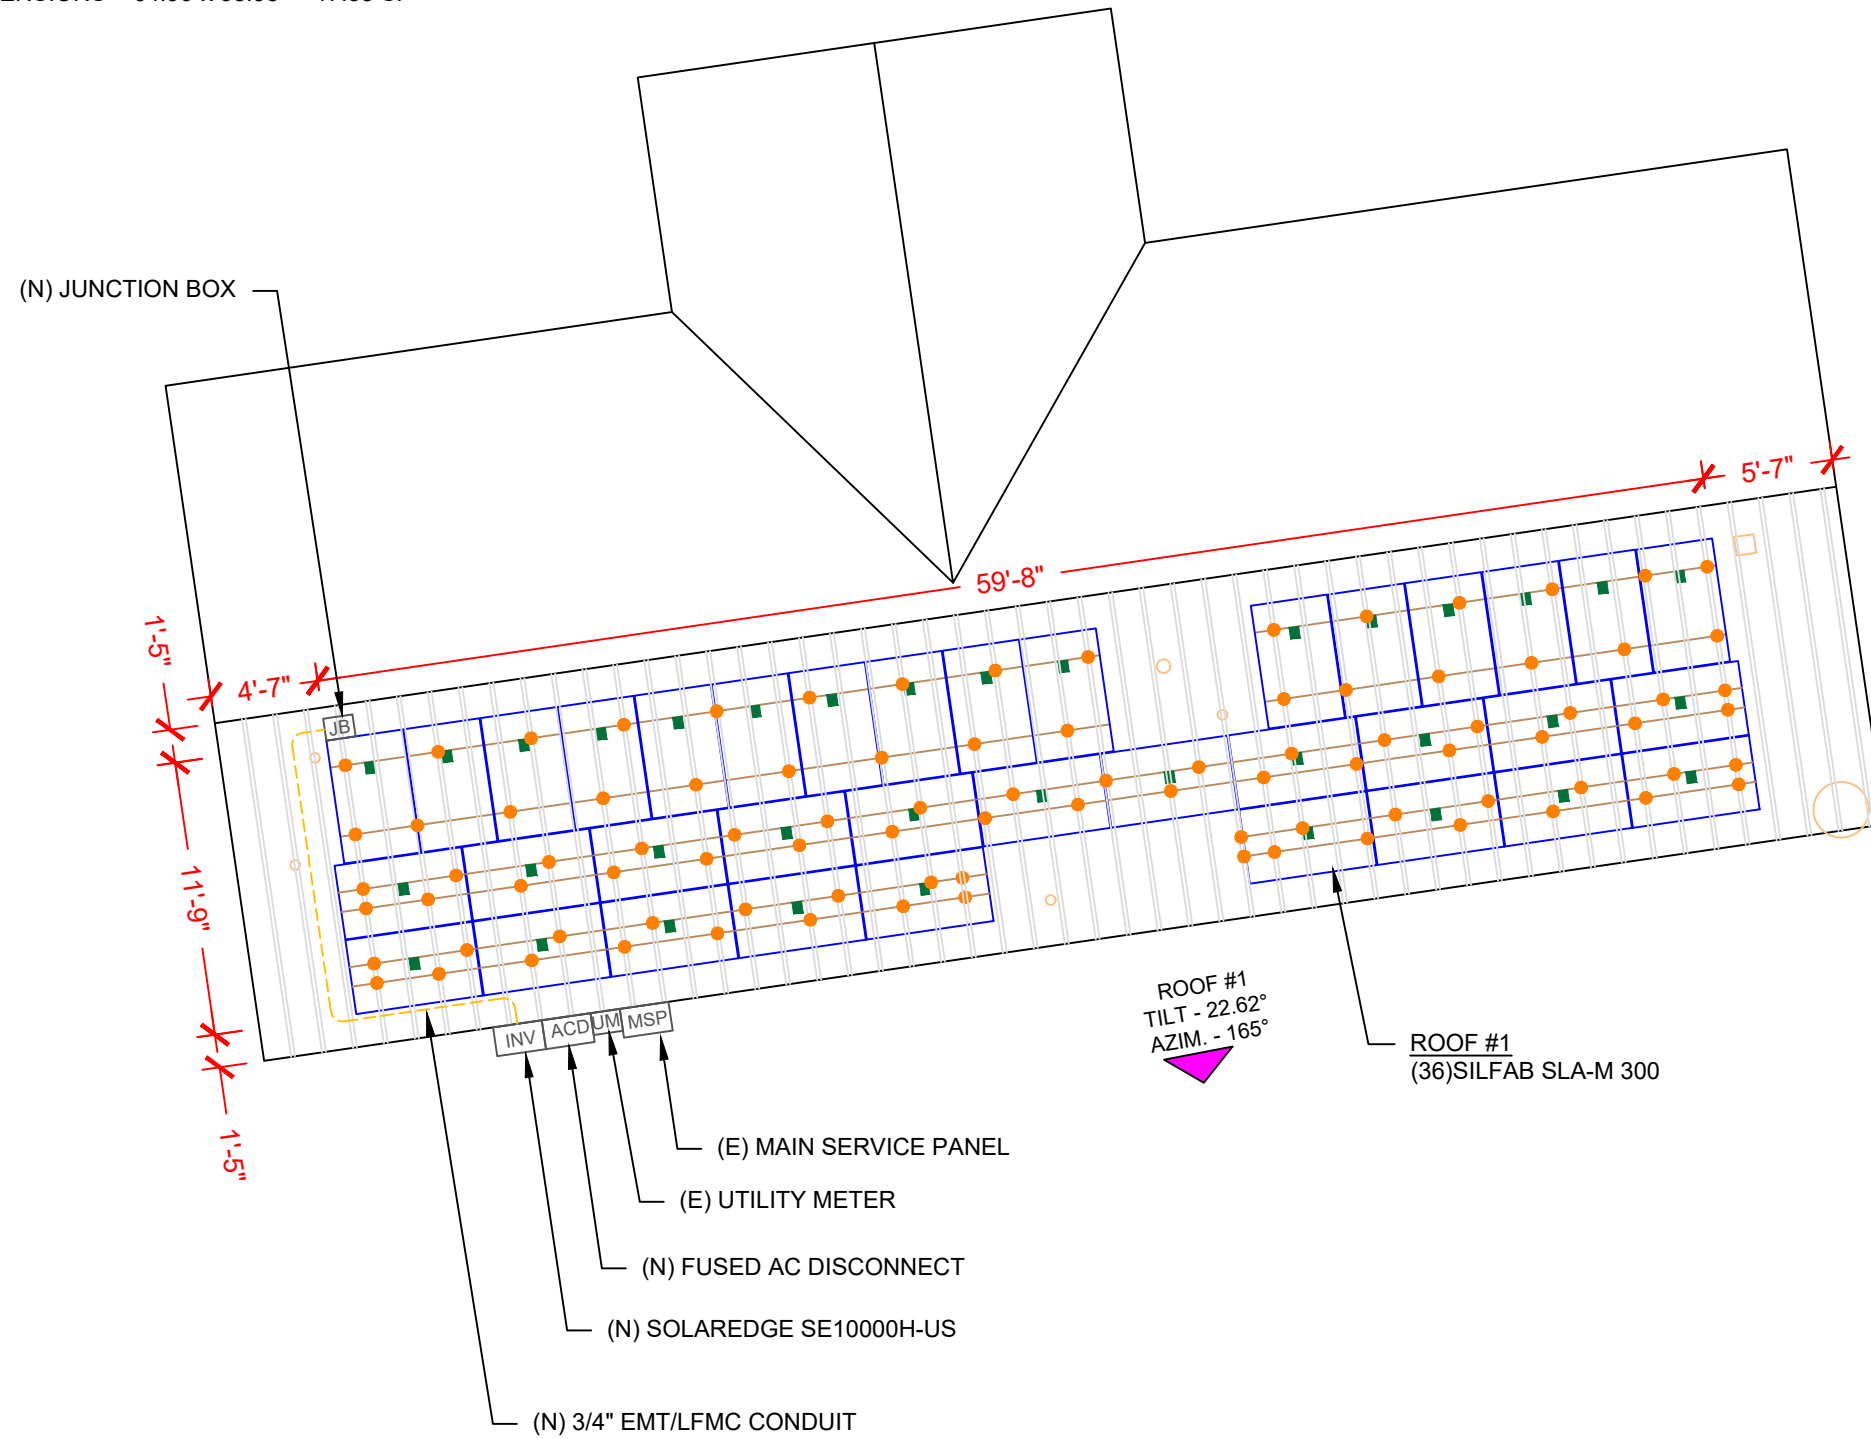 (N) JUNCTION BOX
5'-7"
59'-8"
1'-5"
4'-7"
JB
11'-9"
1'-5"
INV
ACD
UM
MSP
ROOF #1
TILT - 22.62°
AZIM. - 165°
ROOF #1
(36)SILFAB SLA-M 300
(E) MAIN SERVICE PANEL
(E) UTILITY METER
(N) FUSED AC DISCONNECT
(N) SOLAREDGE SE10000H-US
(N) 3/4" EMT/LFMC CONDUIT